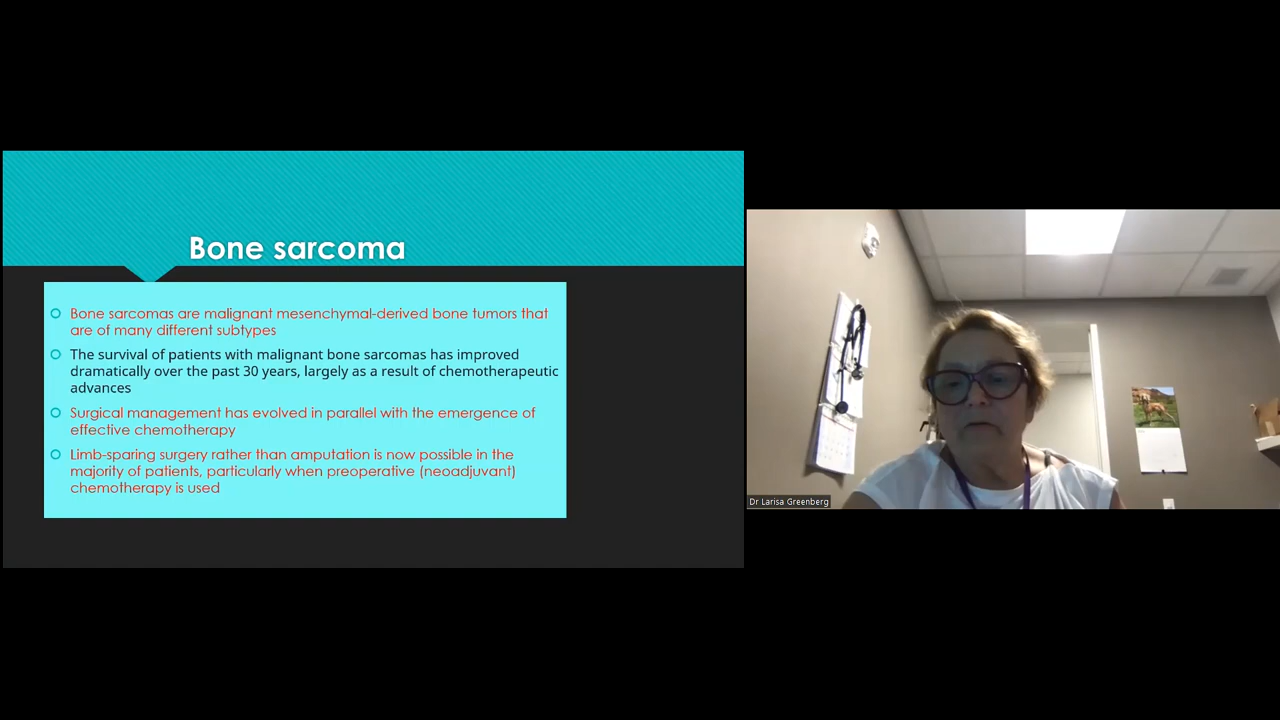 Bone sarcoma
Bone sarcomas are malignant mesenchymal-derived bone tumors that
are of many different subtypes
The survival of patients with malignant bone sarcomas has improved
dramatically over the past 30 years, largely as a result of chemotherapeutic
advances
Surgical management has evolved in parallel with the emergence of
effective chemotherapy
Limb-sparing surgery rather than amputation is now possible in the
majority of patients, particularly when preoperative (neoadjuvant)
chemotherapy is used
Dr Larisa Greenberg